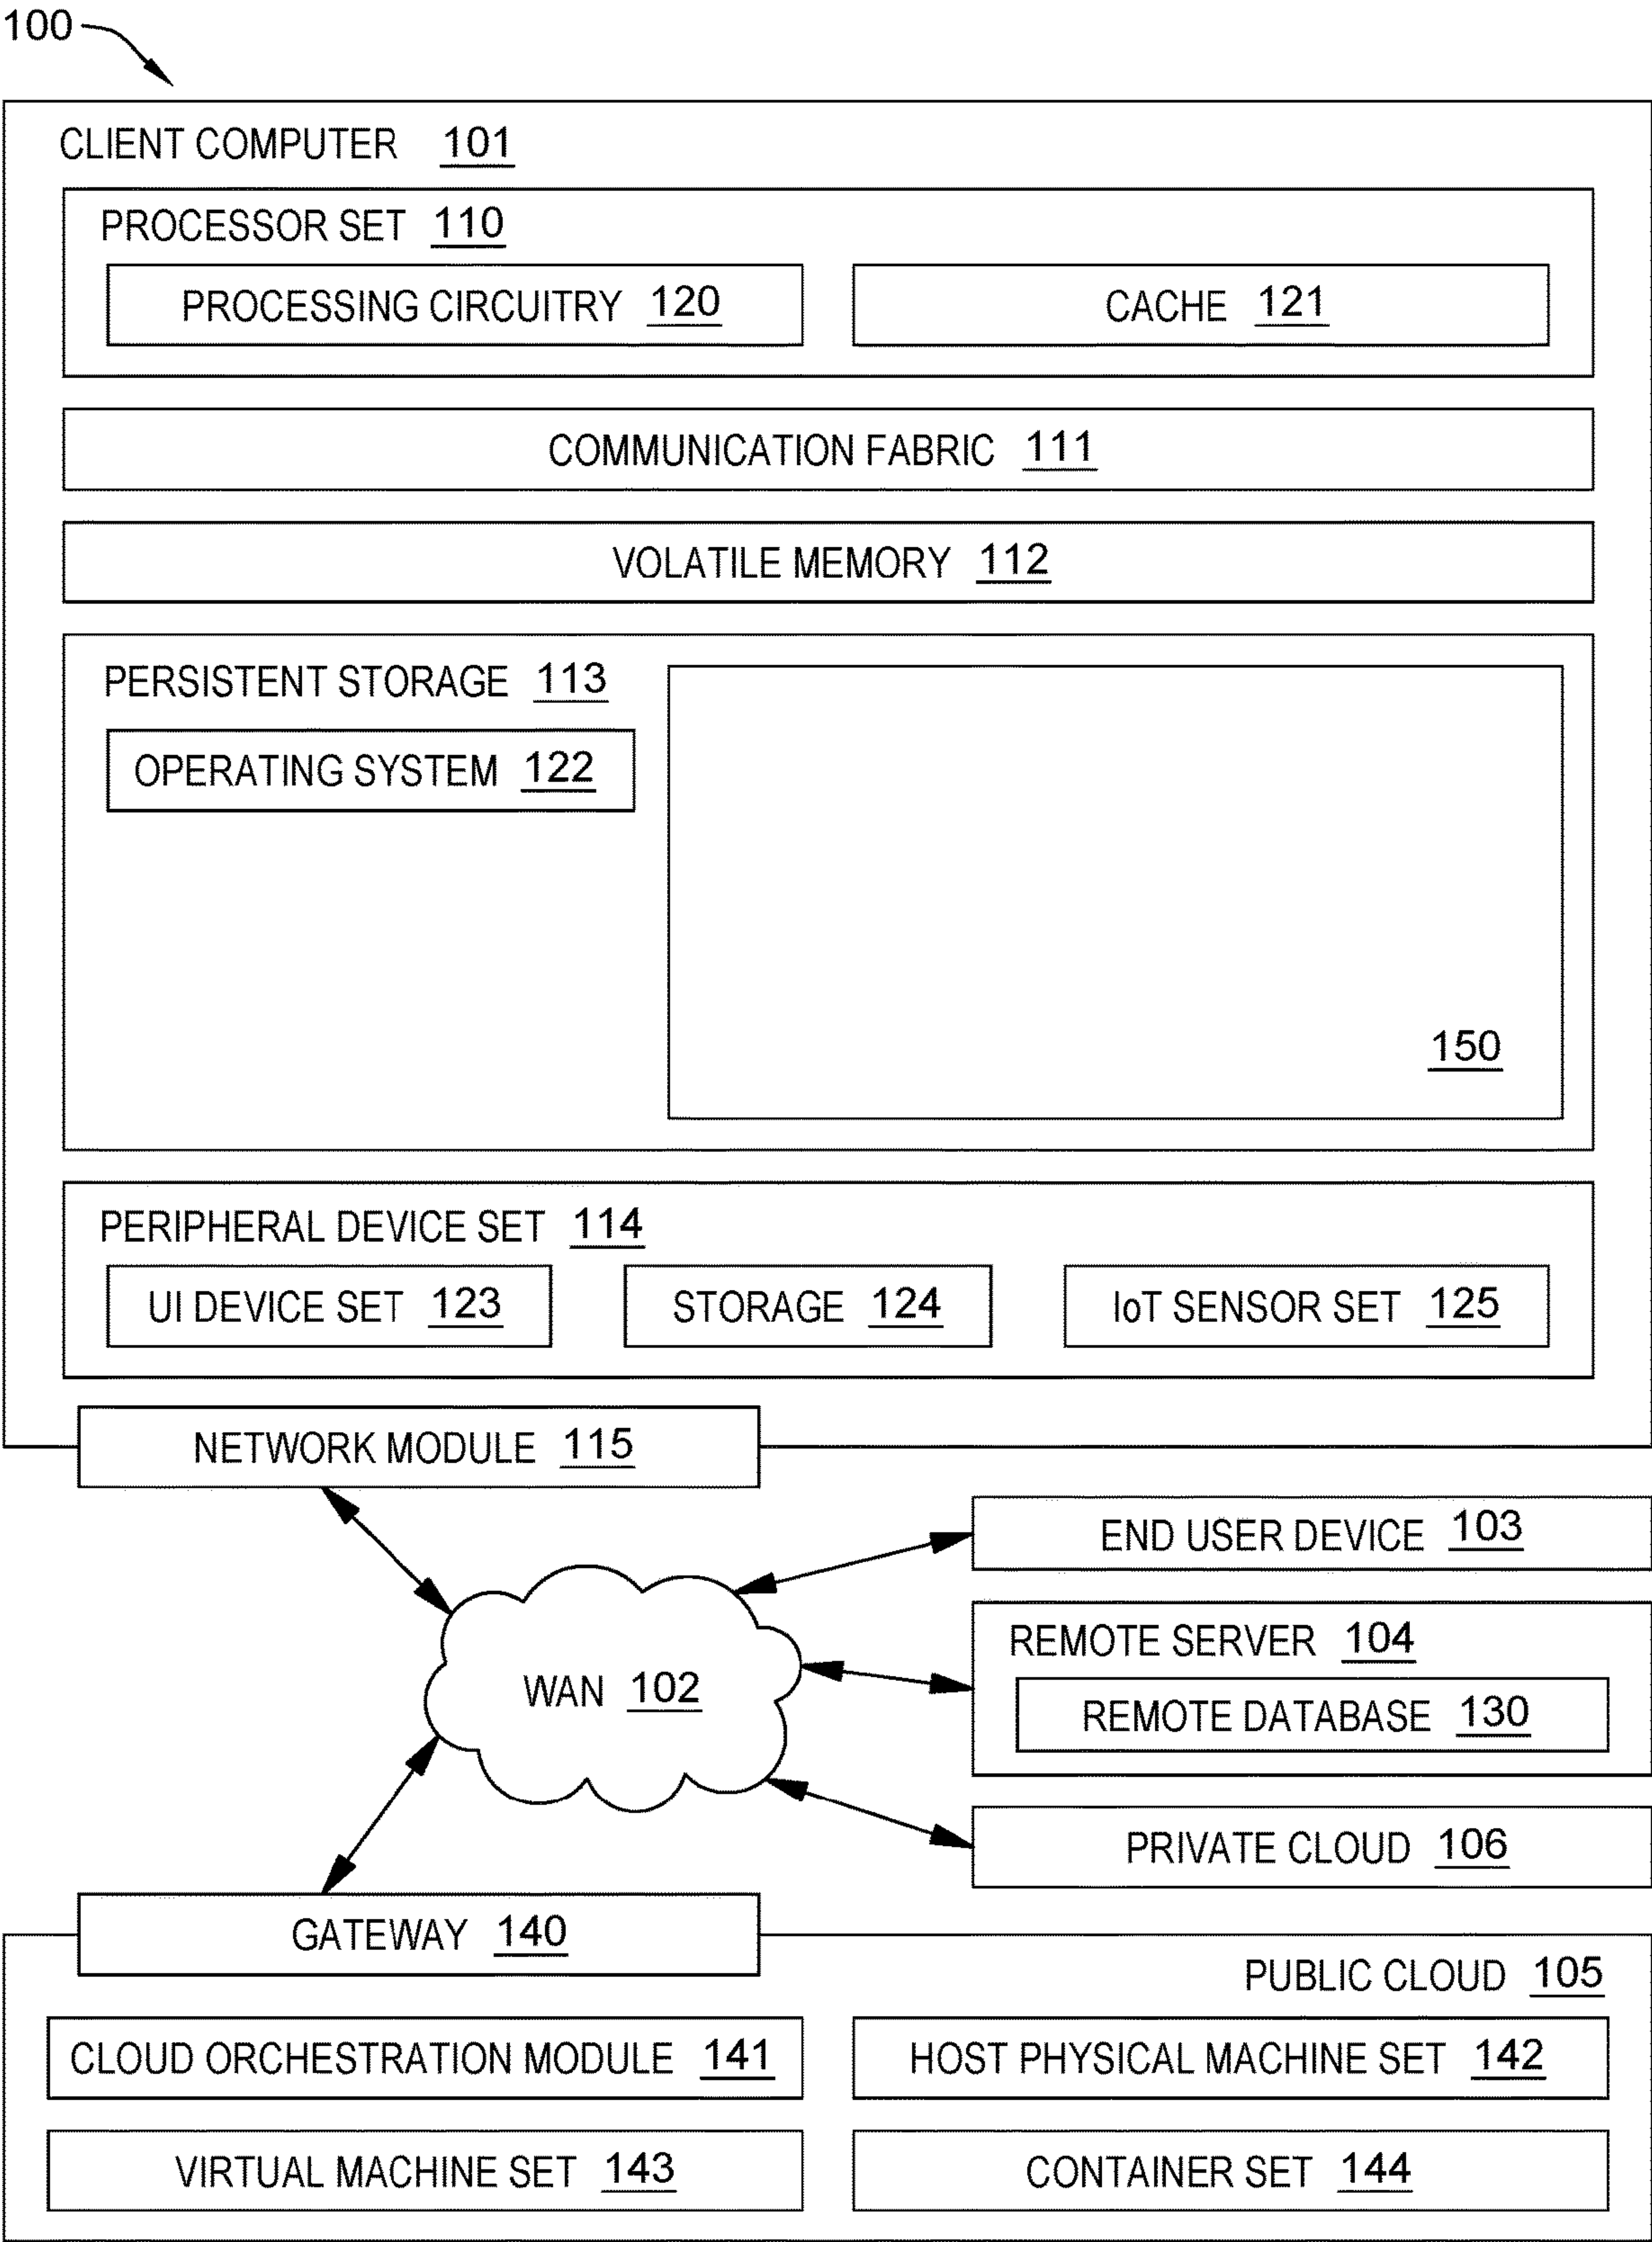 100
CLIENT COMPUTER 101
PROCESSOR SET 110
PROCESSING CIRCUITRY 120
CACHE 121
COMMUNICATION FABRIC 111
VOLATILE MEMORY 112
PERSISTENT STORAGE 113
OPERATING SYSTEM 122
150
PERIPHERAL DEVICE SET 114
UI DEVICE SET 123
STORAGE 124
IoT SENSOR SET 125
NETWORK MODULE 115
END USER DEVICE 103
REMOTE SERVER 104
WAN 102
REMOTE DATABASE 130
PRIVATE CLOUD 106
GATEWAY 140
PUBLIC CLOUD 105
CLOUD ORCHESTRATION MODULE 141
HOST PHYSICAL MACHINE SET 142
VIRTUAL MACHINE SET 143
CONTAINER SET 144